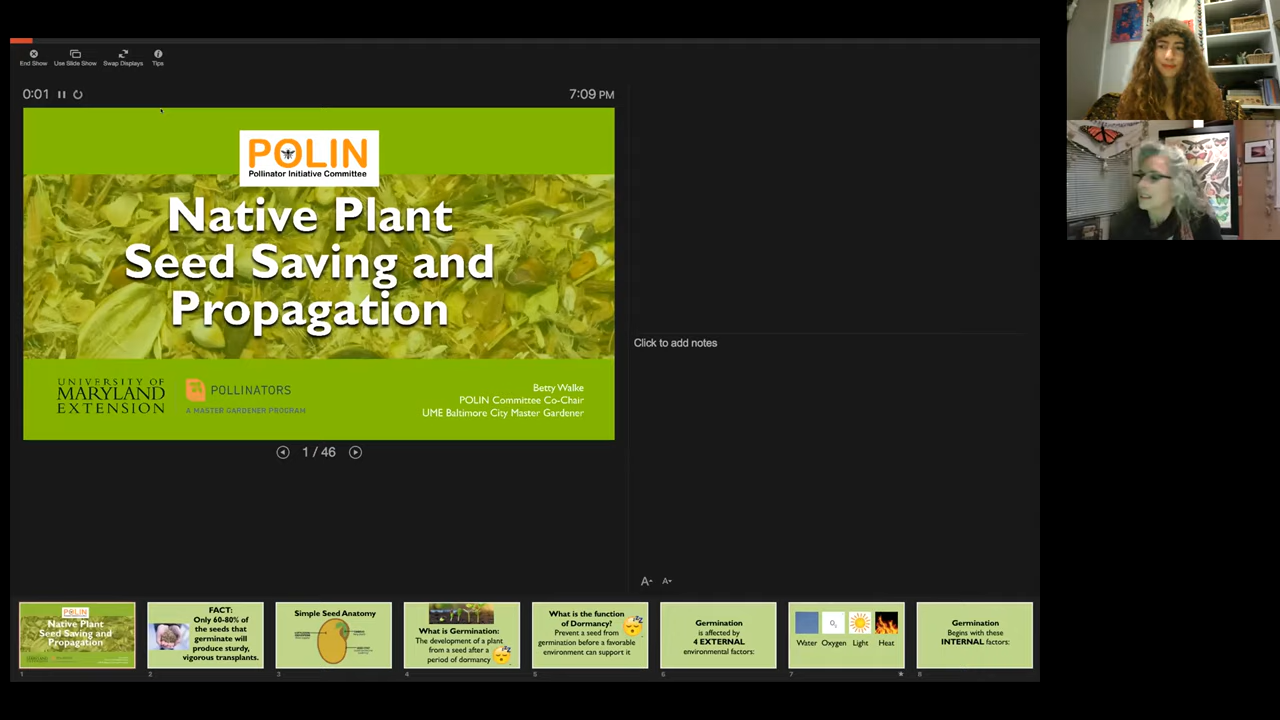 End Show
Use Slide Show
Swap Displays
Tips
0:01
7:09 PM
POLIN
Pollinator Initiative Committee
Native Plant
Seed Saving and
Propagation
UNIVERSITY OF
MARYLAND
EXTENSION
POLLINATORS
A MASTER GARDENER PROGRAM
Betty Walke
POLIN Committee Co-Chair
UME Baltimore City Master Gardener
1 / 46
Click to add notes
A
A
POLIN
Native Plant
Seed Saving and
Propagation
1
FACT:
Only 60-80% of
the seeds that
germinate will
produce sturdy,
vigorous transplants.
2
Simple Seed Anatomy
3
What is Germination:
The development of a plant
from a seed after a
period of dormancy
4
What is the function
of Dormancy?
Prevent a seed from
germination before a favorable
environment can support it
5
Germination
is affected by
4 EXTERNAL
environmental factors:
6
O₂
Water Oxygen Light Heat
7
Germination
Begins with these
INTERNAL factors:
8